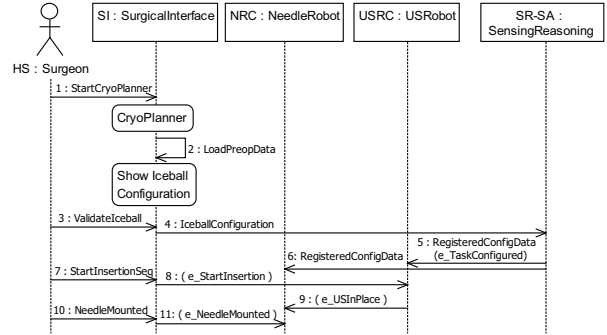 SI : SurgicalInterface
NRC : NeedleRobot
USRC : USRobot
SR-SA :
SensingReasoning
HS : Surgeon
1 : StartCryoPlanner
CryoPlanner
2 : LoadPreopData
Show Iceball
Configuration
3 : ValidateIceball
4 : IceballConfiguration
5 : RegisteredConfigData
(e_TaskConfigured)
6: RegisteredConfigData
7 : StartInsertionSeq
8 : ( e_StartInsertion )
9 : ( e_USInPlace )
10 : NeedleMounted
11: ( e_NeedleMounted )